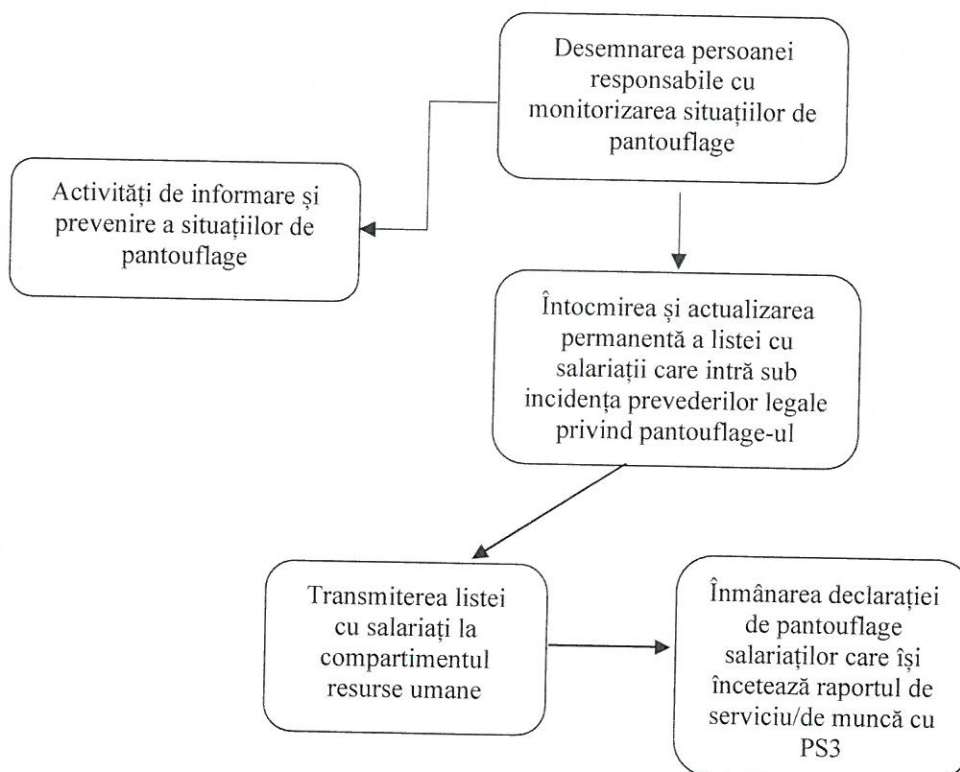 Desemnarea persoanei
responsabile cu
monitorizarea situațiilor de
pantouflage
Activități de informare și
prevenire a situațiilor de
pantouflage
Întocmirea și actualizarea
permanentă a listei cu
salariații care intră sub
incidența prevederilor legale
privind pantouflage-ul
Transmiterea listei
cu salariați la
compartimentul
resurse umane
Înmânarea declarației
de pantouflage
salariaților care își
încetează raportul de
serviciu/de muncă cu
PS3